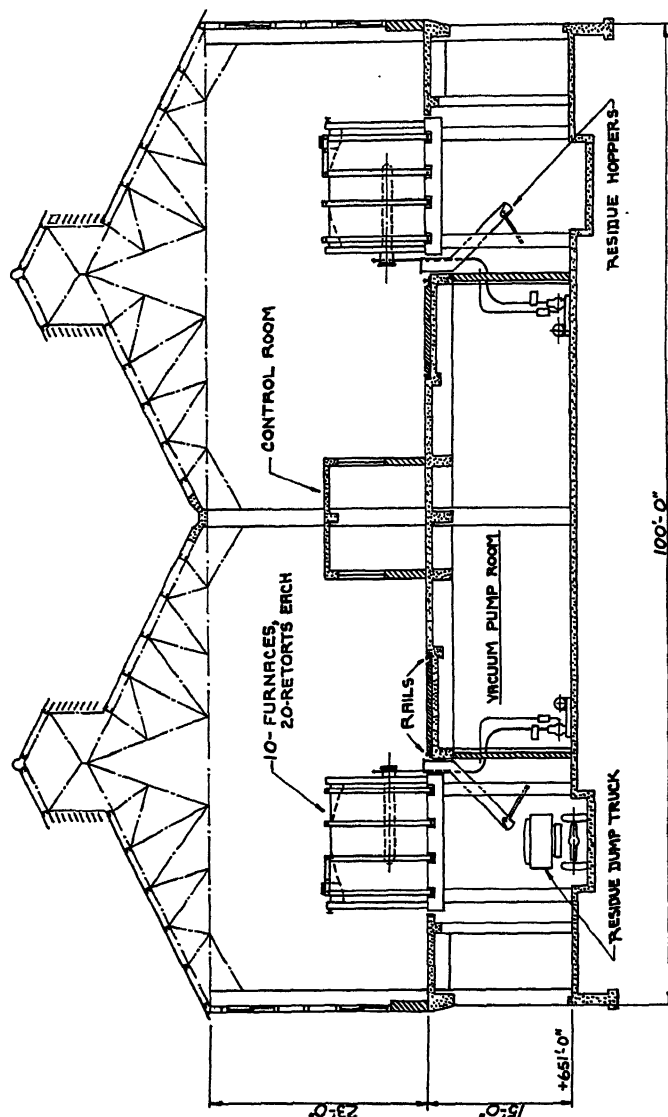 RESIDUE HOPPERS
CONTROL ROOM
10-FURNACES,
20-RETORTS EACH
RAILS
VACUUM PUMP ROOM
RESIDUE DUMP TRUCK
100'-0"
23'-0"
15'-0"
+651'-0"